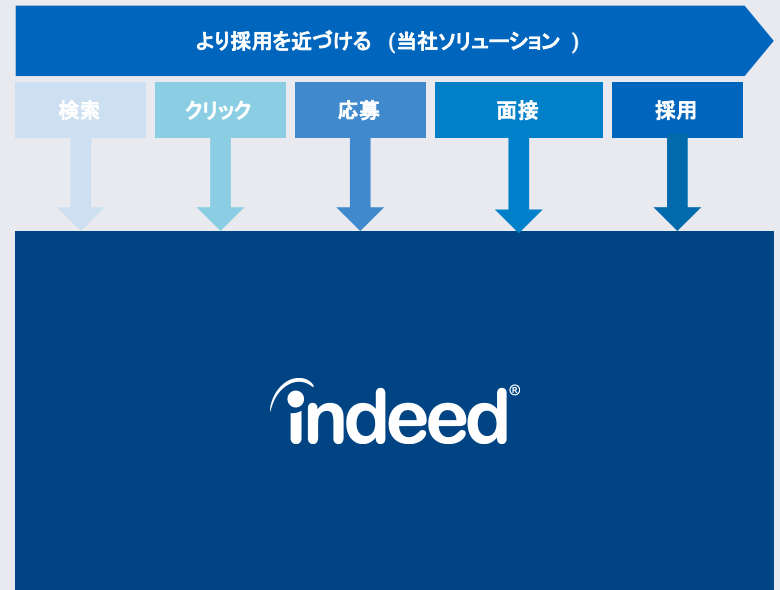 より採用を近づける （当社ソリューション ）
検索
クリック
応募
面接
採用
indeed®